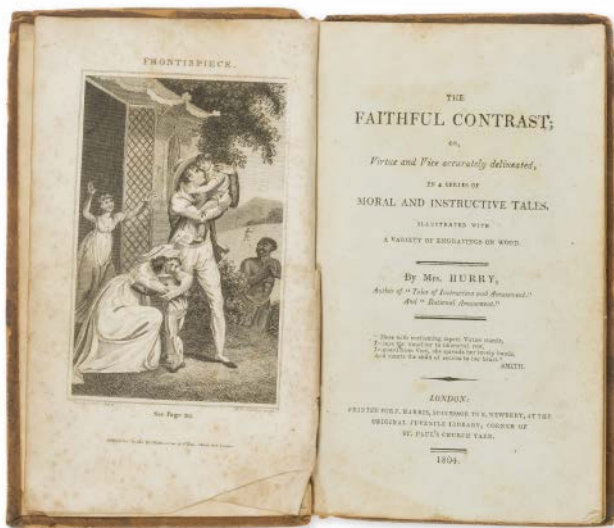 FRONTISPIECE.
See Page 20.
THE
FAITHFUL CONTRAST;
OR,
Virtue and Vice accurately delineated,
IN A SERIES OF
MORAL AND INSTRUCTIVE TALES.
ILLUSTRATED WITH
A VARIETY OF ENGRAVINGS ON WOOD.
By Mrs. HURRY,
Author of "Tales of Instruction and Amusement."
And "Rational Amusement."
SMITH.
LONDON:
PRINTED FOR J. HARRIS, SUCCESSOR TO E. NEWBERY, AT THE
ORIGINAL JUVENILE LIBRARY, CORNER OF
ST. PAUL'S CHURCH YARD.
1804.